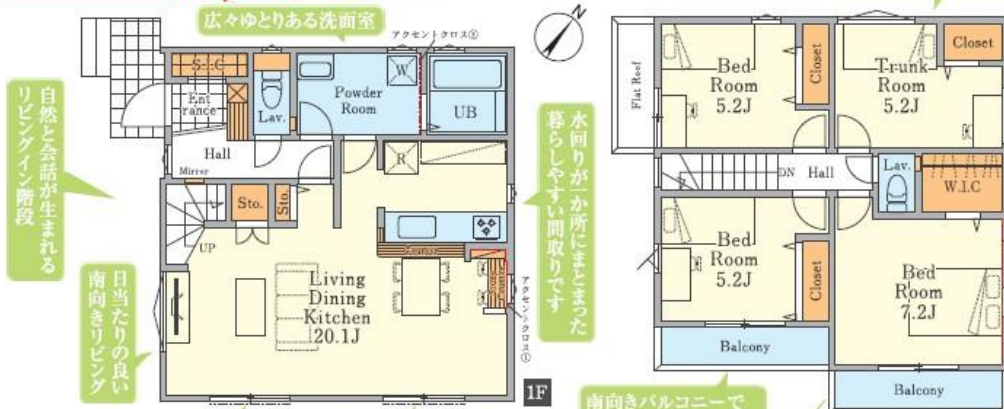 広々ゆとりある洗面室
アクセントクロス①
N
S.I.C
Ent
rance
Lav.
Powder
Room
W
UB
Hall
Mirror
R
Sto.
Sto.
UP
Counter
Living
Dining
Kitchen
20.1J
アクセントクロス①
1F
自然と会話が生まれる
リビングイン階段
日当たりの良い
南向きリビング
水回りが一か所にまとまった
暮らしやすい間取りです
Flat Roof
Bed
Room
5.2J
Closet
Trunk
Room
5.2J
Closet
DN
Hall
Lav.
W.I.C
Bed
Room
5.2J
Closet
Bed
Room
7.2J
Balcony
Balcony
南向きバルコニーで